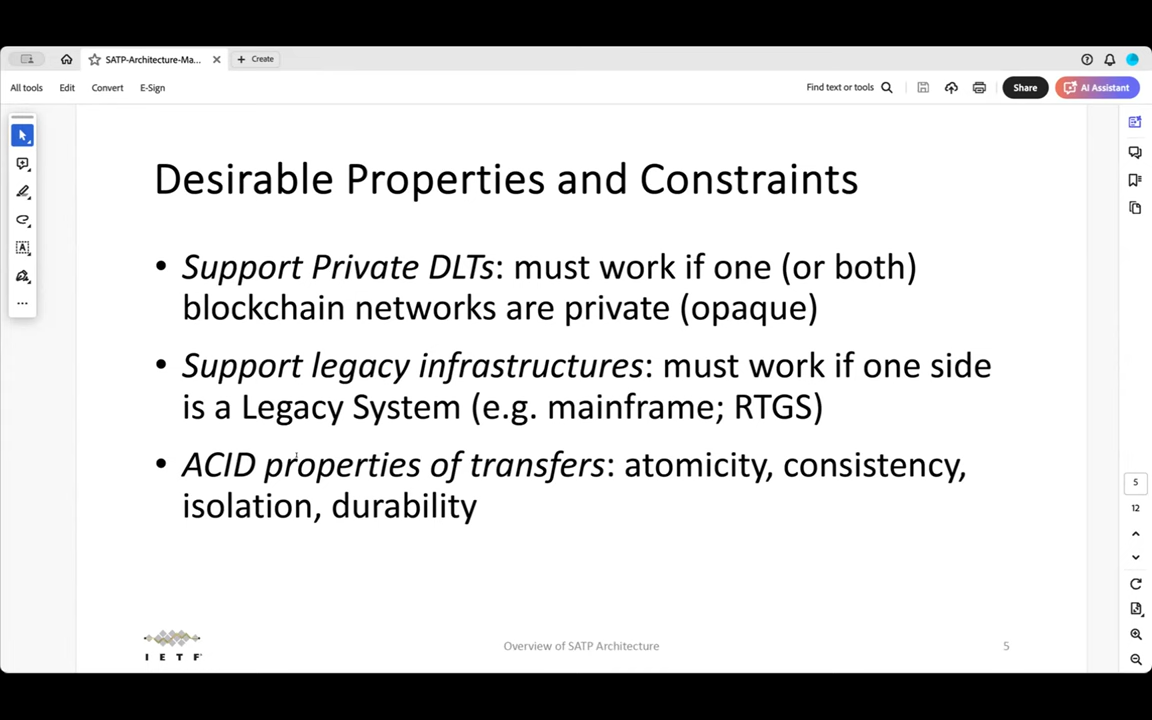 SATP-Architecture-Ma...
Create
All tools Edit Convert E-Sign
Find text or tools
Share
AI Assistant
Desirable Properties and Constraints
• Support Private DLTs: must work if one (or both)
blockchain networks are private (opaque)
• Support legacy infrastructures: must work if one side
is a Legacy System (e.g. mainframe; RTGS)
• ACID properties of transfers: atomicity, consistency,
isolation, durability
5
12
I E T F
Overview of SATP Architecture
5